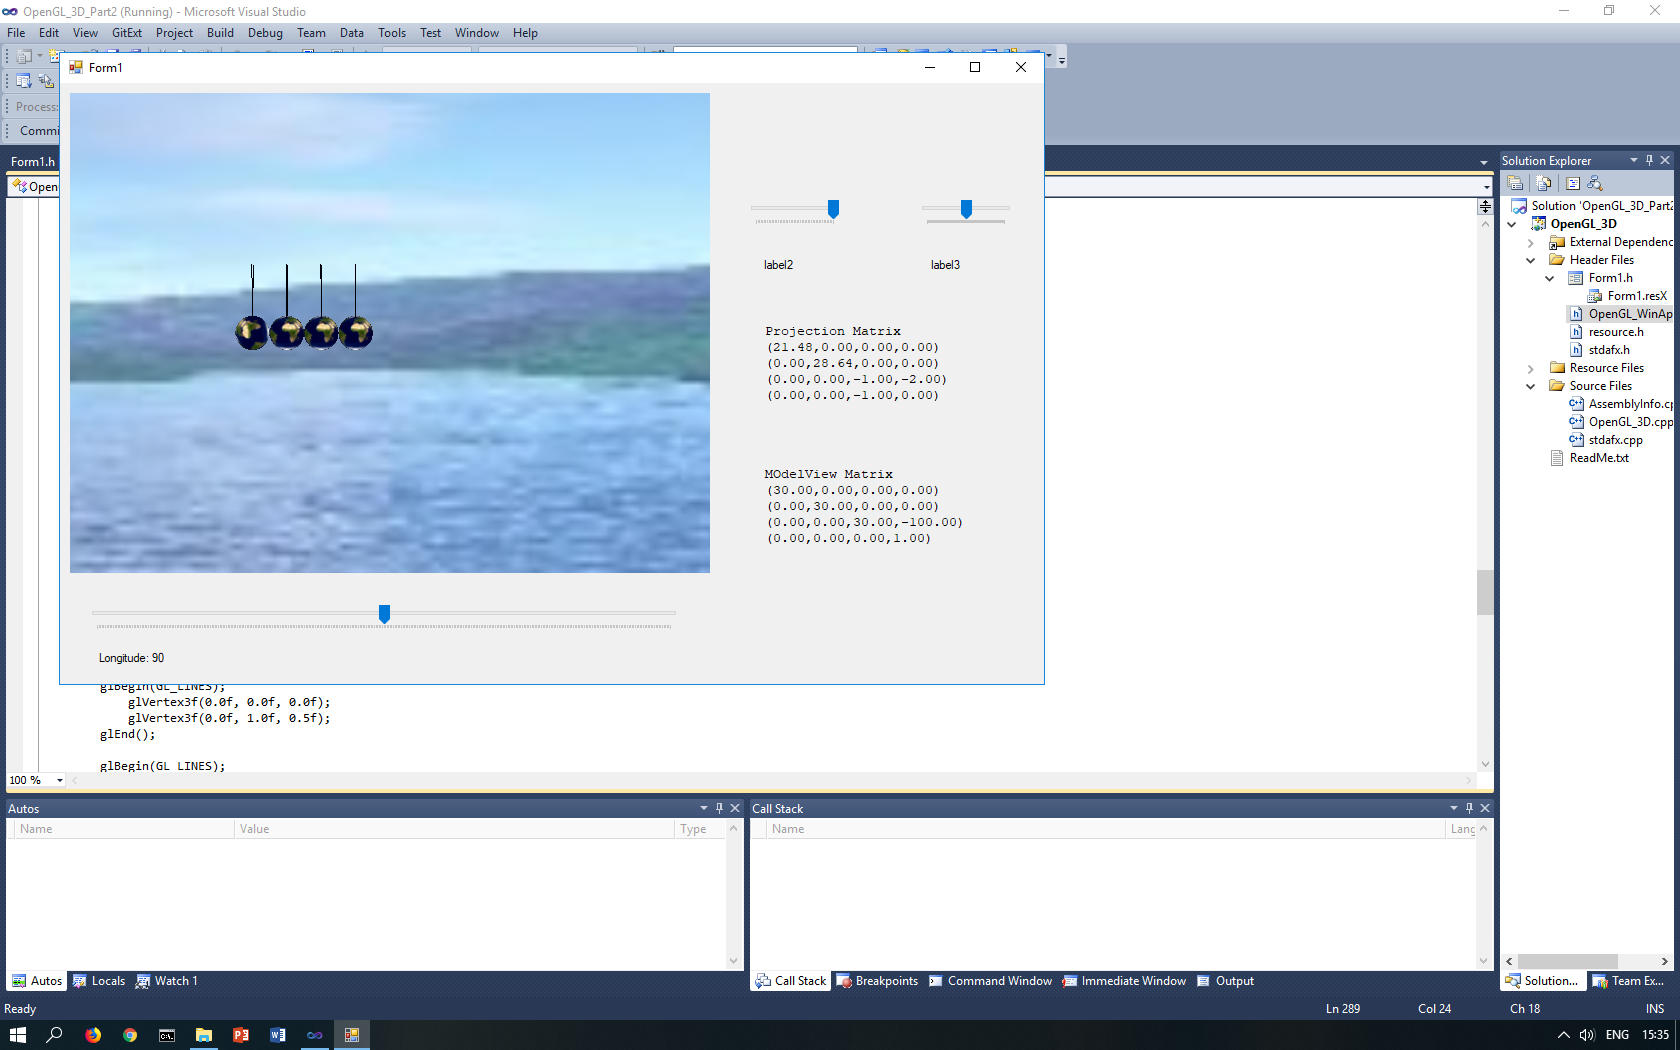 OpenGL_3D_Part2 (Running) - Microsoft Visual Studio
File Edit View GitExt Project Build Debug Team Data Tools Test Window Help
Form1
Process:
Commi
Form1.h
Open
label2
label3
Projection Matrix
(21.48,0.00,0.00,0.00)
(0.00,28.64,0.00,0.00)
(0.00,0.00,-1.00,-2.00)
(0.00,0.00,-1.00,0.00)
MOdelView Matrix
(30.00,0.00,0.00,0.00)
(0.00,30.00,0.00,0.00)
(0.00,0.00,30.00,-100.00)
(0.00,0.00,0.00,1.00)
Longitude: 90
glBegin(GL_LINES);
glVertex3f(0.0f, 0.0f, 0.0f);
glVertex3f(0.0f, 1.0f, 0.5f);
glEnd();
glBegin(GL_LINES);
100 %
Solution Explorer
Solution 'OpenGL_3D_Part2
OpenGL_3D
External Dependenc
Header Files
Form1.h
Form1.resX
OpenGL_WinAp
resource.h
stdafx.h
Resource Files
Source Files
AssemblyInfo.cp
OpenGL_3D.cpp
stdafx.cpp
ReadMe.txt
Autos
Name Value Type
Call Stack
Name Lang
Autos Locals Watch 1
Call Stack Breakpoints Command Window Immediate Window Output
Solution... Team Ex...
Ready Ln 289 Col 24 Ch 18 INS
ENG 15:35